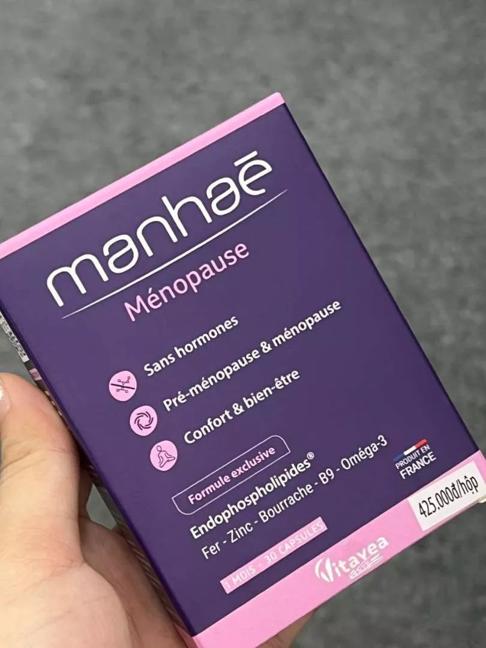 manhaē
Ménopause
Sans hormones
Pré-ménopause & ménopause
Confort & bien-être
Formule exclusive
Endophospholipides®
Fer - Zinc - Bourrache - B9 - Oméga-3
PRODUIT EN
FRANCE
1 MOIS - 30 CAPSULES
425.000đ/hộp
Vitavea